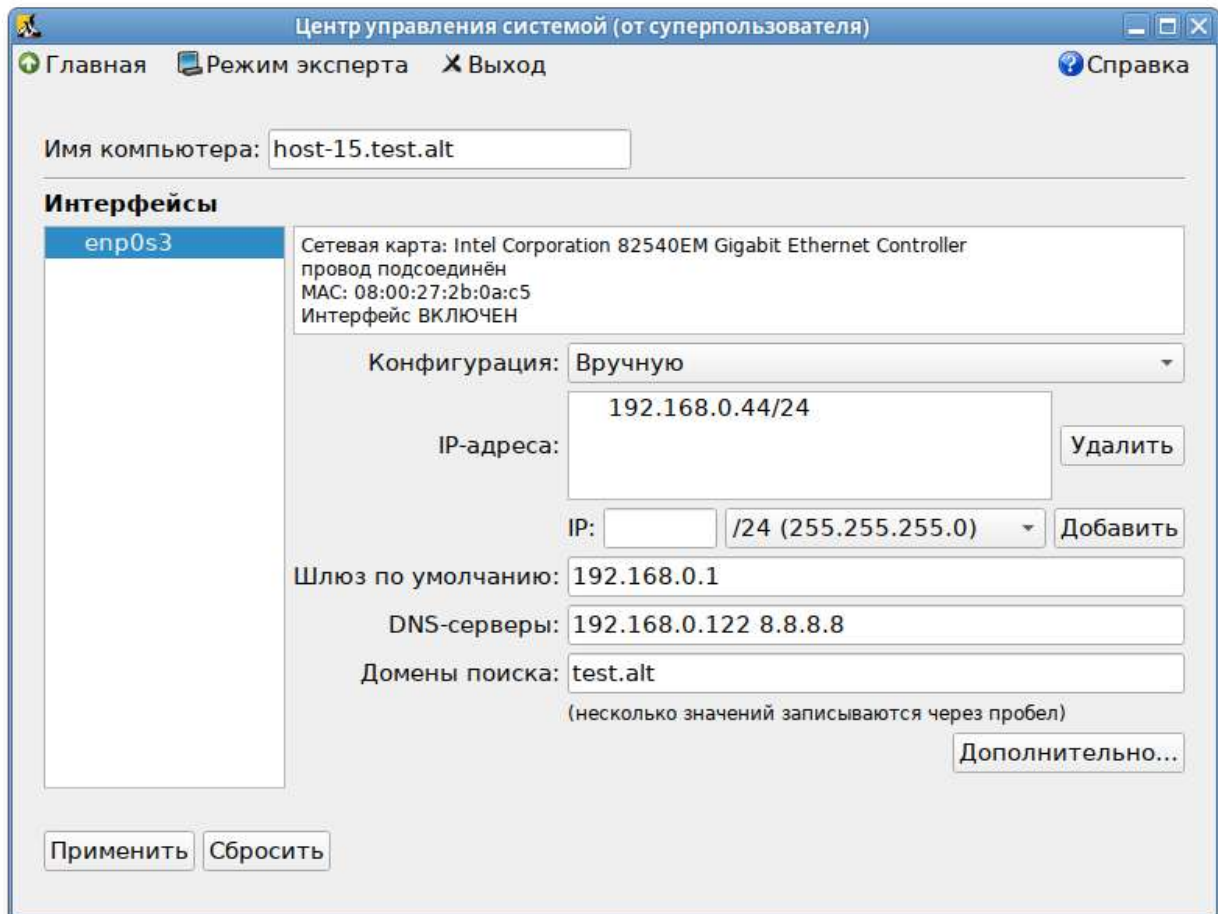 Центр управления системой (от суперпользователя)
Главная Режим эксперта Выход Справка
Имя компьютера: host-15.test.alt
Интерфейсы
enp0s3
Сетевая карта: Intel Corporation 82540EM Gigabit Ethernet Controller
провод подсоединён
MAC: 08:00:27:2b:0a:c5
Интерфейс ВКЛЮЧЕН
Конфигурация: Вручную
192.168.0.44/24
IP-адреса: Удалить
IP: /24 (255.255.255.0) Добавить
Шлюз по умолчанию: 192.168.0.1
DNS-серверы: 192.168.0.122 8.8.8.8
Домены поиска: test.alt
(несколько значений записываются через пробел)
Дополнительно...
Применить Сбросить